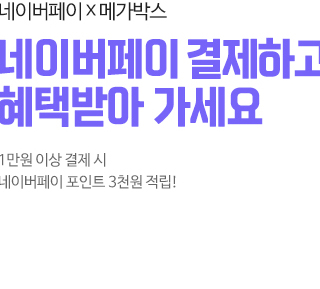 네이버페이 X 메가박스
네이버페이 결제하고
혜택받아 가세요
1만원 이상 결제 시
네이버페이 포인트 3천원 적립!